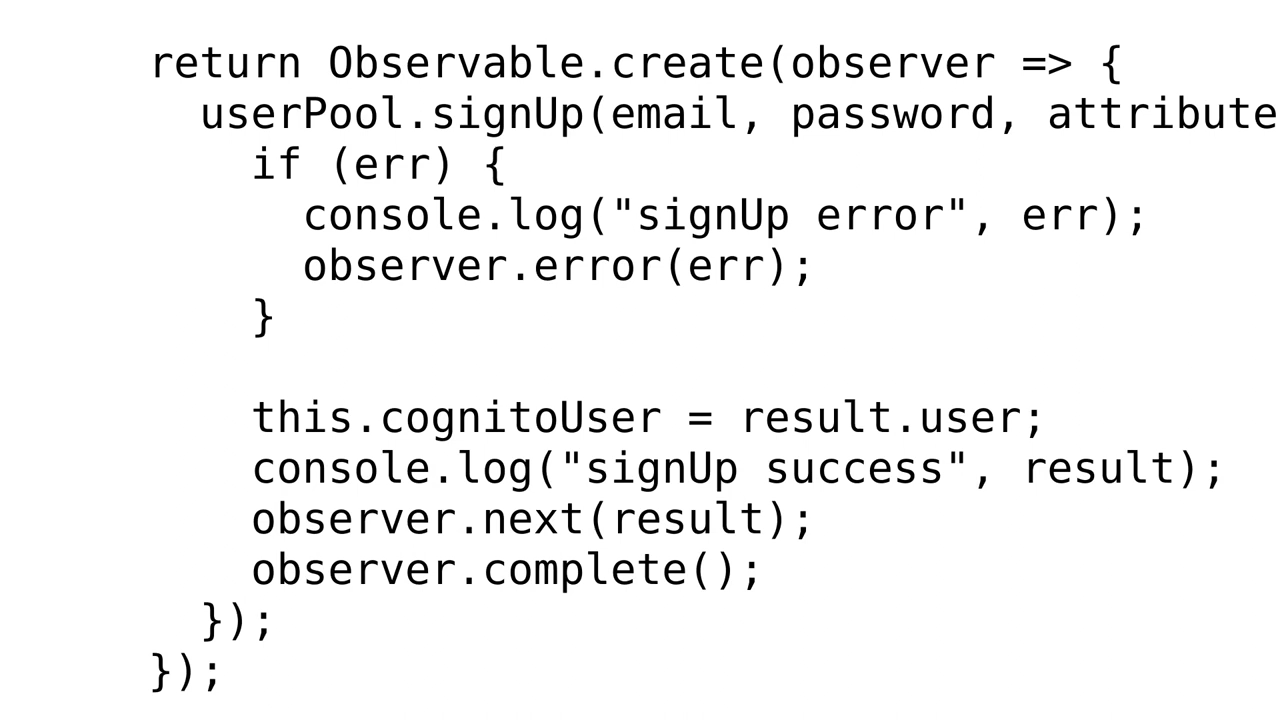 return Observable.create(observer => {
  userPool.signUp(email, password, attribute
    if (err) {
      console.log("signUp error", err);
      observer.error(err);
    }

    this.cognitoUser = result.user;
    console.log("signUp success", result);
    observer.next(result);
    observer.complete();
  });
});